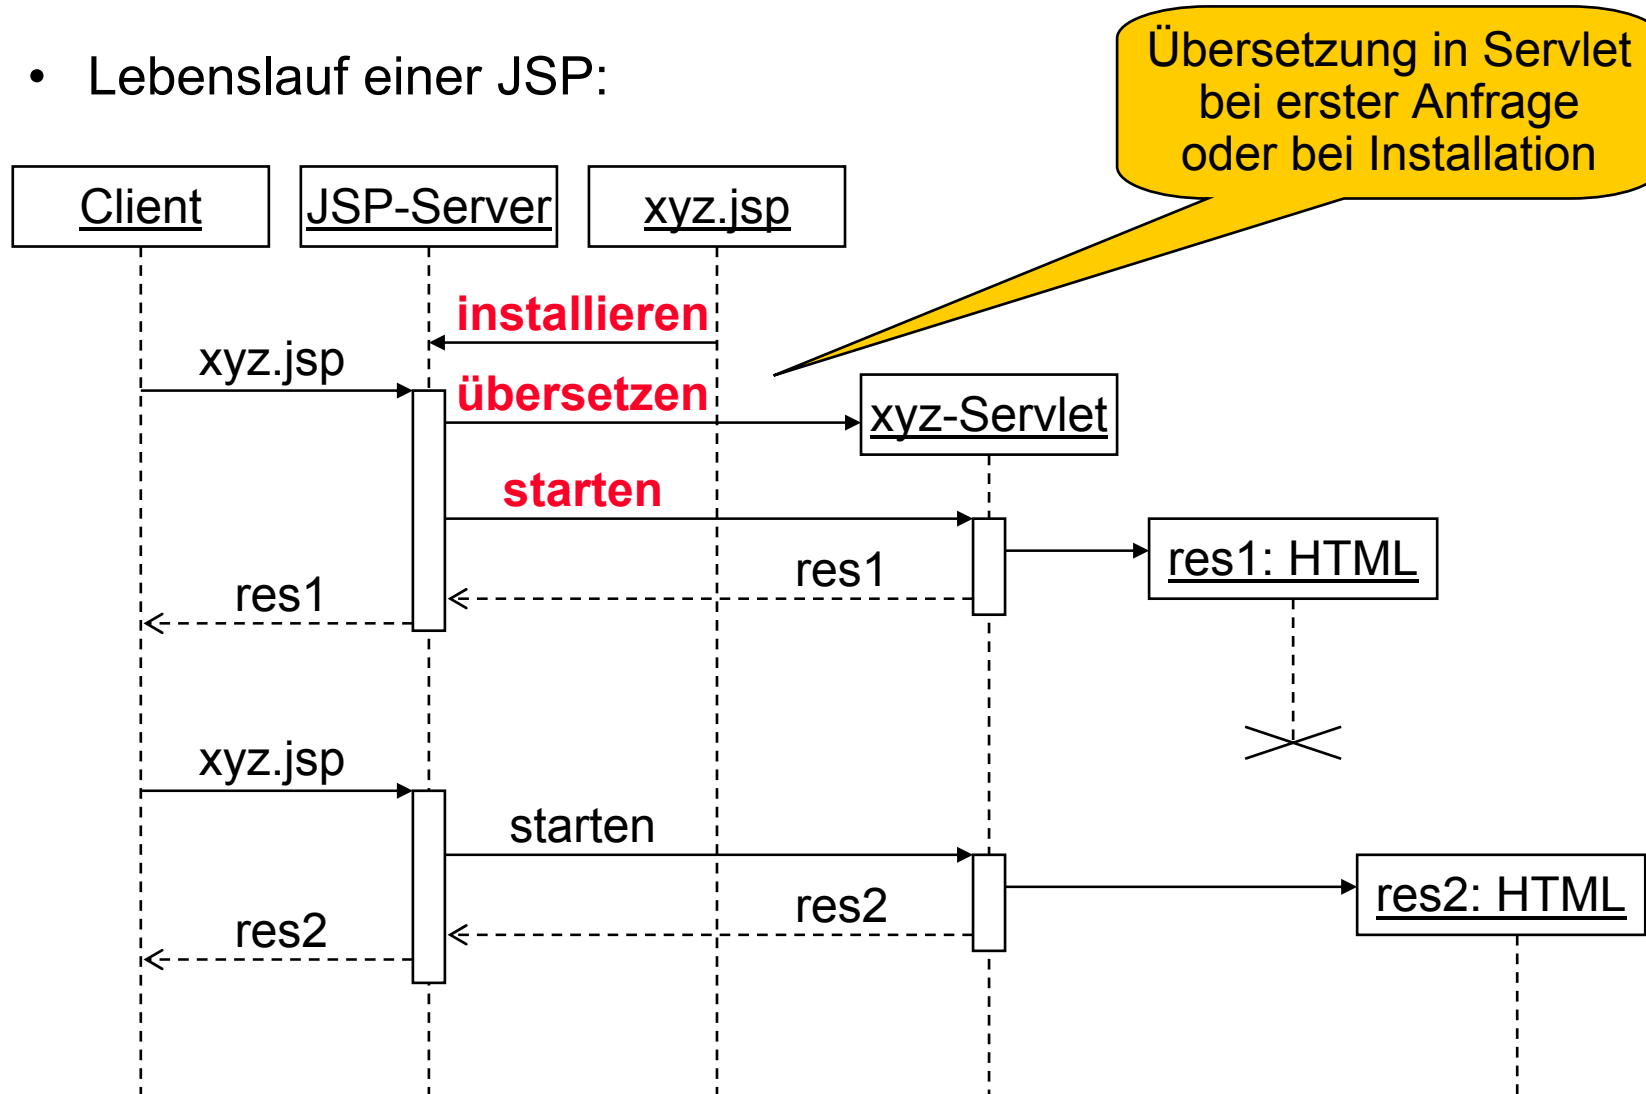 • Lebenslauf einer JSP:
Übersetzung in Servlet
bei erster Anfrage
oder bei Installation
Client
JSP-Server
xyz.jsp
installieren
xyz.jsp
übersetzen
xyz-Servlet
starten
res1: HTML
res1
res1
xyz.jsp
starten
res2: HTML
res2
res2